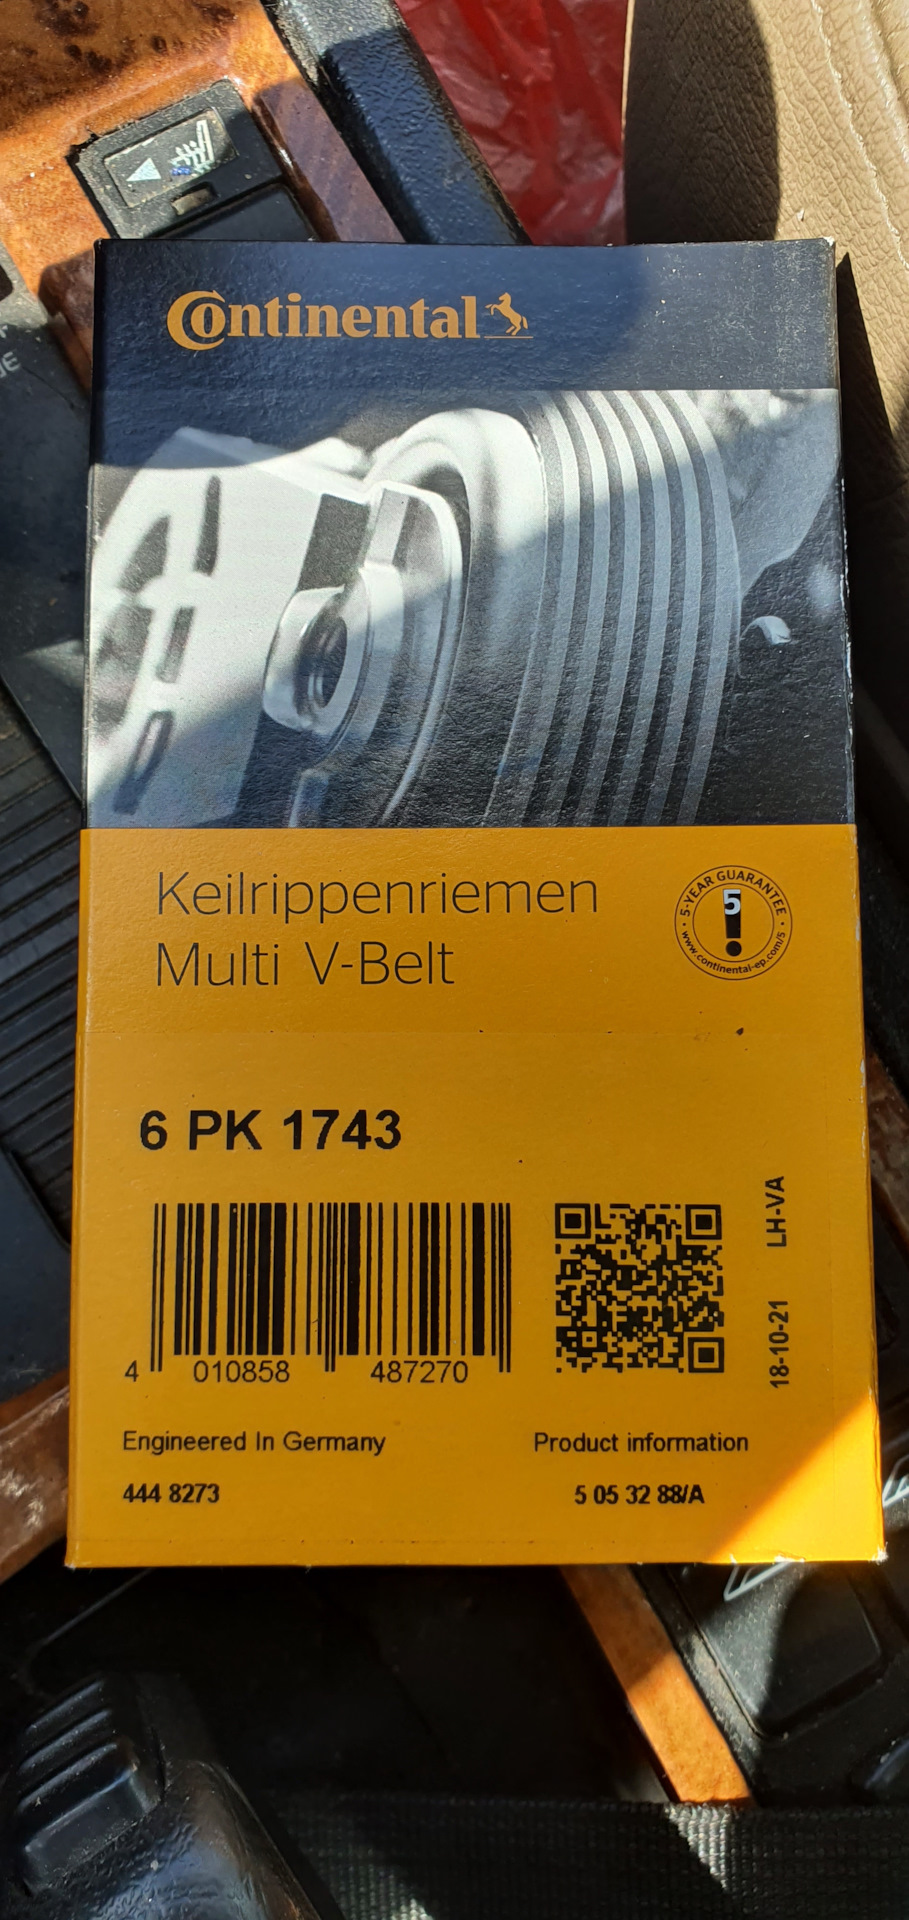 Continental
Keilrippenriemen
Multi V-Belt
· 5-YEAR GUARANTEE ·
5
www.continental-ep.com/5
6 PK 1743
LH-VA
18-10-21
4 010858 487270
Engineered In Germany
Product information
444 8273
5 05 32 88/A